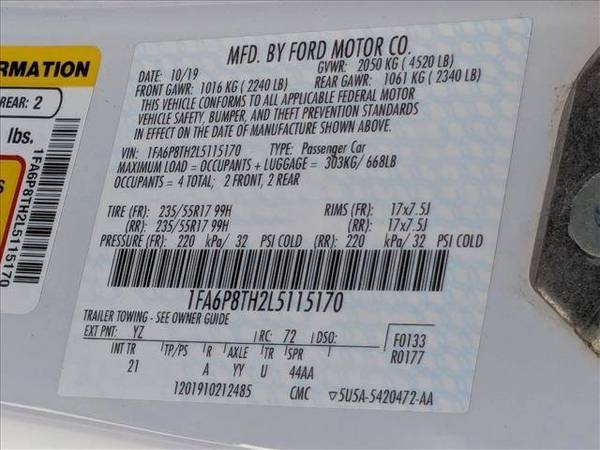 MFD. BY FORD MOTOR CO.
DATE: 10/19 GVWR: 2050 KG ( 4520 LB)
FRONT GAWR: 1016 KG ( 2240 LB) REAR GAWR: 1061 KG ( 2340 LB)
THIS VEHICLE CONFORMS TO ALL APPLICABLE FEDERAL MOTOR
VEHICLE SAFETY, BUMPER, AND THEFT PREVENTION STANDARDS
IN EFFECT ON THE DATE OF MANUFACTURE SHOWN ABOVE.
VIN: 1FA6P8TH2L5115170 TYPE: Passenger Car
MAXIMUM LOAD = OCCUPANTS + LUGGAGE = 303KG/ 668LB
OCCUPANTS = 4 TOTAL; 2 FRONT, 2 REAR
TIRE (FR): 235/55R17 99H RIMS (FR): 17x7.5J
(RR): 235/55R17 99H (RR): 17x7.5J
PRESSURE (FR): 220 kPa/ 32 PSI COLD (RR): 220 kPa/ 32 PSI COLD
1FA6P8TH2L5115170
TRAILER TOWING - SEE OWNER GUIDE
EXT PNT: YZ RC: 72 DSO: F0133
R0177
INT TR TP/PS R AXLE TR SPR
21 A YY U 44AA
1201910212485 CMC ▽5U5A-5420472-AA
ORMATION
REAR: 2
lbs.
1FA6P8TH2L5115170
S